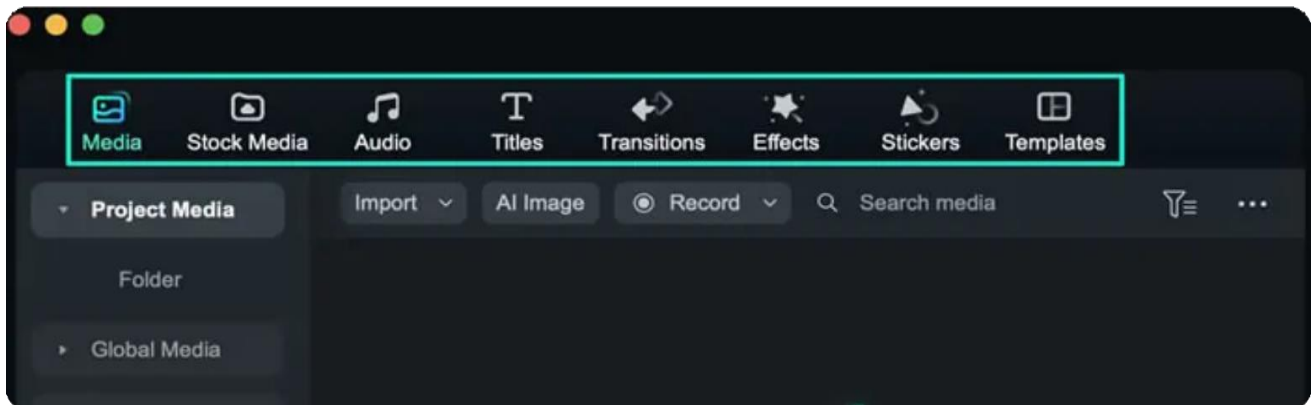 Media Stock Media Audio Titles Transitions Effects Stickers Templates
Project Media Import AI Image Record Search media
Folder
Global Media